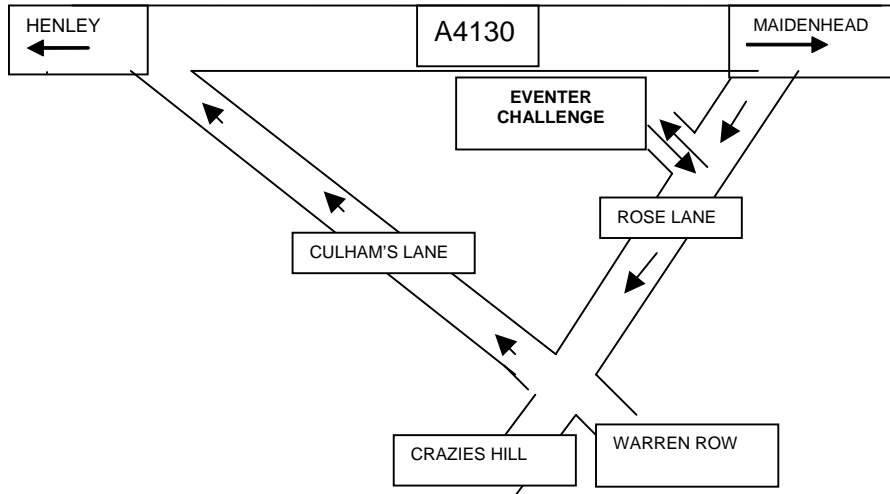 HENLEY
A4130
MAIDENHEAD
EVENTER
CHALLENGE
ROSE LANE
CULHAM'S LANE
CRAZIES HILL
WARREN ROW